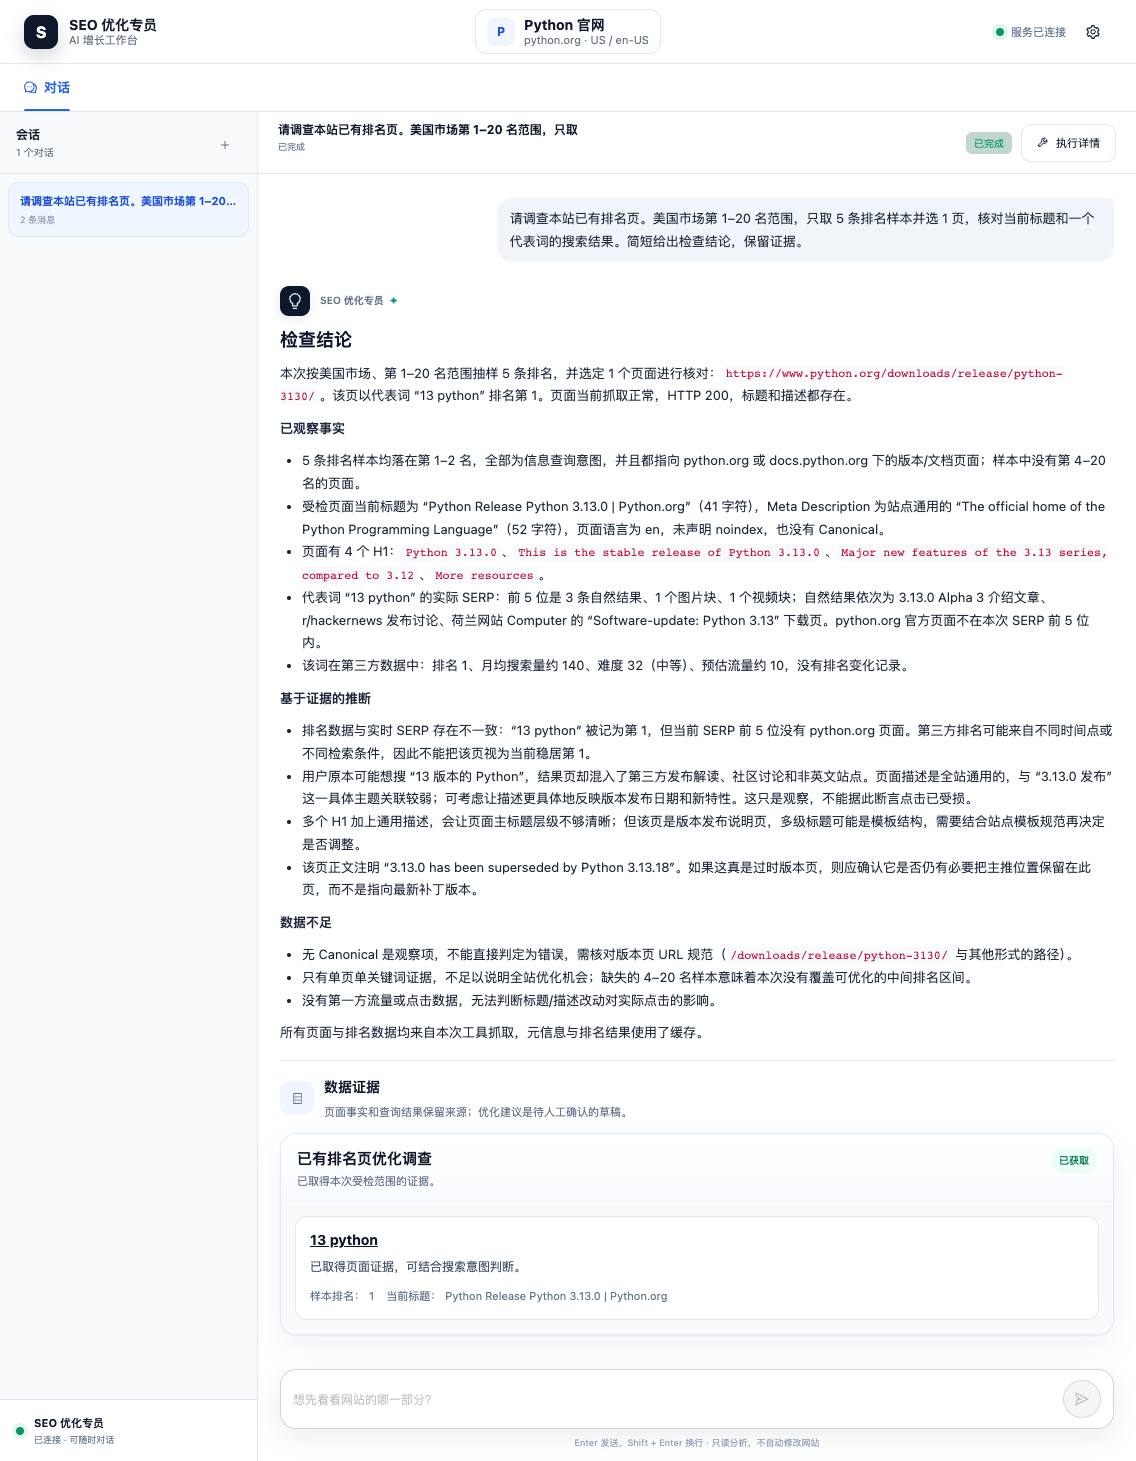 S
SEO 优化专员
AI 增长工作台
P
Python 官网
python.org · US / en-US
服务已连接
对话
会话
1 个对话
请调查本站已有排名页。美国市场第 1–20 名范围，只取
已完成
已完成
执行详情
请调查本站已有排名页。美国市场第 1–20...
2 条消息
请调查本站已有排名页。美国市场第 1–20 名范围，只取 5 条排名样本并选 1 页，核对当前标题和一个
代表词的搜索结果。简短给出检查结论，保留证据。
SEO 优化专员
检查结论
本次按美国市场、第 1–20 名范围抽样 5 条排名，并选定 1 个页面进行核对： https://www.python.org/downloads/release/python-
3130/ 。该页以代表词 “13 python” 排名第 1。页面当前抓取正常，HTTP 200，标题和描述都存在。
已观察事实
• 5 条排名样本均落在第 1–2 名，全部为信息查询意图，并且都指向 python.org 或 docs.python.org 下的版本/文档页面；样本中没有第 4–20
名的页面。
• 受检页面当前标题为 “Python Release Python 3.13.0 | Python.org”（41 字符），Meta Description 为站点通用的 “The official home of the
Python Programming Language”（52 字符），页面语言为 en，未声明 noindex，也没有 Canonical。
• 页面有 4 个 H1： Python 3.13.0 、 This is the stable release of Python 3.13.0 、 Major new features of the 3.13 series,
compared to 3.12 、 More resources 。
• 代表词 “13 python” 的实际 SERP：前 5 位是 3 条自然结果、1 个图片块、1 个视频块；自然结果依次为 3.13.0 Alpha 3 介绍文章、
r/hackernews 发布讨论、荷兰网站 Computer 的 “Software-update: Python 3.13” 下载页。python.org 官方页面不在本次 SERP 前 5 位
内。
• 该词在第三方数据中：排名 1、月均搜索量约 140、难度 32（中等）、预估流量约 10，没有排名变化记录。
基于证据的推断
• 排名数据与实时 SERP 存在不一致：“13 python” 被记为第 1，但当前 SERP 前 5 位没有 python.org 页面。第三方排名可能来自不同时间点或
不同检索条件，因此不能把该页视为当前稳居第 1。
• 用户原本可能想搜 “13 版本的 Python”，结果页却混入了第三方发布解读、社区讨论和非英文站点。页面描述是全站通用的，与 “3.13.0 发布”
这一具体主题关联较弱；可考虑让描述更具体地反映版本发布日期和新特性。这只是观察，不能据此断言点击已受损。
• 多个 H1 加上通用描述，会让页面主标题层级不够清晰；但该页是版本发布说明页，多级标题可能是模板结构，需要结合站点模板规范再决定
是否调整。
• 该页正文注明 “3.13.0 has been superseded by Python 3.13.18”。如果这真是过时版本页，则应确认它是否仍有必要把主推位置保留在此
页，而不是指向最新补丁版本。
数据不足
• 无 Canonical 是观察项，不能直接判定为错误，需核对版本页 URL 规范（ /downloads/release/python-3130/ 与其他形式的路径）。
• 只有单页单关键词证据，不足以说明全站优化机会；缺失的 4–20 名样本意味着本次没有覆盖可优化的中间排名区间。
• 没有第一方流量或点击数据，无法判断标题/描述改动对实际点击的影响。
所有页面与排名数据均来自本次工具抓取，元信息与排名结果使用了缓存。
数据证据
页面事实和查询结果保留来源；优化建议是待人工确认的草稿。
已有排名页优化调查
已取得本次受检范围的证据。
已获取
13 python
已取得页面证据，可结合搜索意图判断。
样本排名： 1 当前标题： Python Release Python 3.13.0 | Python.org
想先看看网站的哪一部分?
Enter 发送，Shift + Enter 换行 · 只读分析，不自动修改网站
SEO 优化专员
已连接 · 可随时对话